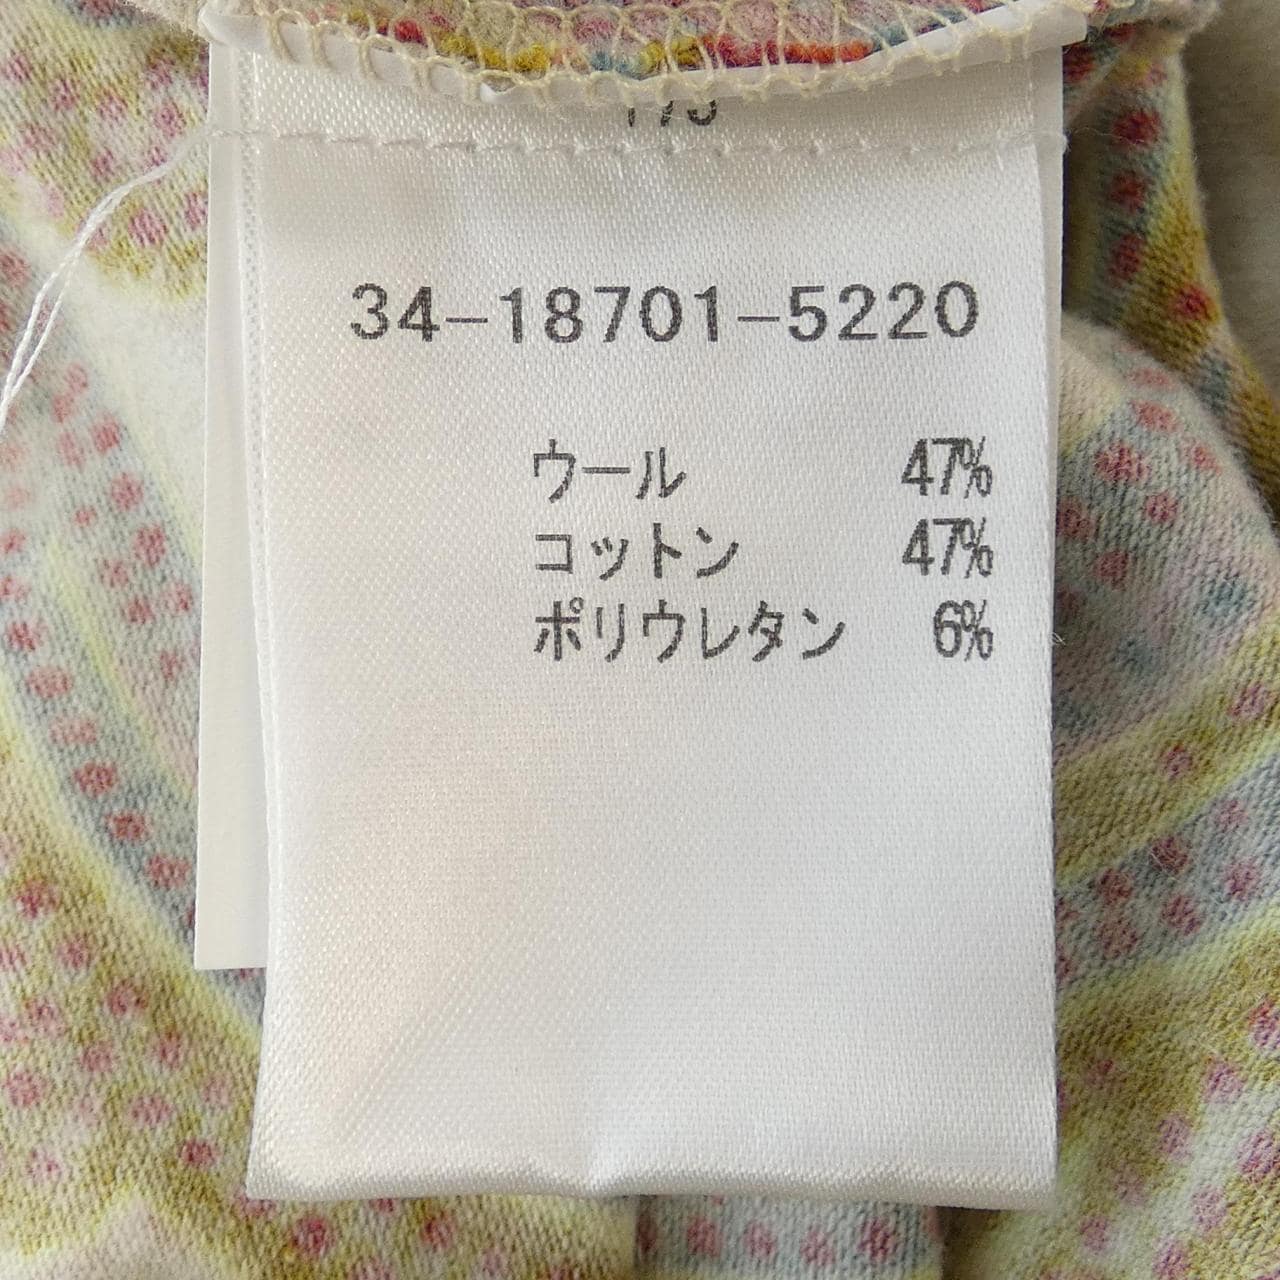 34-18701-5220
ウール 47%
コットン 47%
ポリウレタン 6%